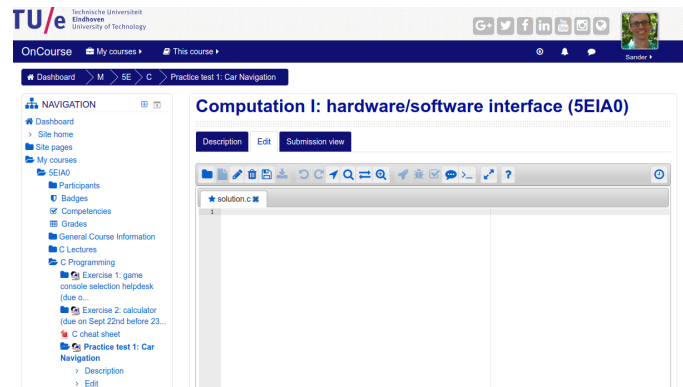 TU/e Technische Universiteit
Eindhoven
University of Technology
G+ f in
OnCourse My courses This course
Sander
Dashboard M 5E C Practice test 1: Car Navigation
NAVIGATION
Computation I: hardware/software interface (5EIA0)
Dashboard
Site home
Site pages
My courses
5EIA0
Participants
Badges
Competencies
Grades
General Course Information
C Lectures
C Programming
Exercise 1: game
console selection helpdesk
(due o...
Exercise 2: calculator
(due on Sept 22nd before 23...
C cheat sheet
Practice test 1: Car
Navigation
Description
Edit
Description Edit Submission view
solution.c
1